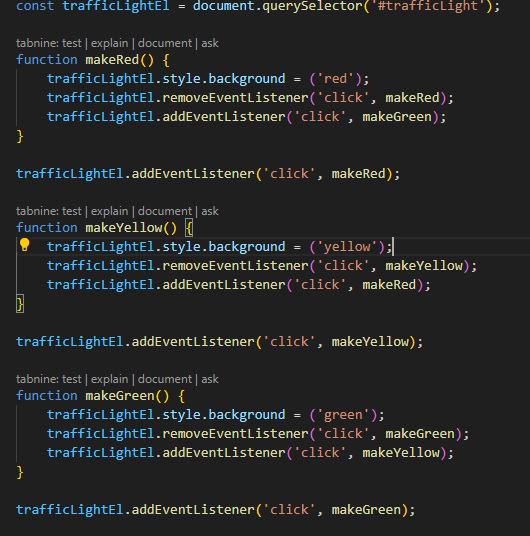 const trafficLightEl = document.querySelector('#trafficLight');
tabnine: test | explain | document | ask
function makeRed() {
    trafficLightEl.style.background = ('red');
    trafficLightEl.removeEventListener('click', makeRed);
    trafficLightEl.addEventListener('click', makeGreen);
}
trafficLightEl.addEventListener('click', makeRed);
tabnine: test | explain | document | ask
function makeYellow() {
    trafficLightEl.style.background = ('yellow');
    trafficLightEl.removeEventListener('click', makeYellow);
    trafficLightEl.addEventListener('click', makeRed);
}
trafficLightEl.addEventListener('click', makeYellow);
tabnine: test | explain | document | ask
function makeGreen() {
    trafficLightEl.style.background = ('green');
    trafficLightEl.removeEventListener('click', makeGreen);
    trafficLightEl.addEventListener('click', makeYellow);
}
trafficLightEl.addEventListener('click', makeGreen);